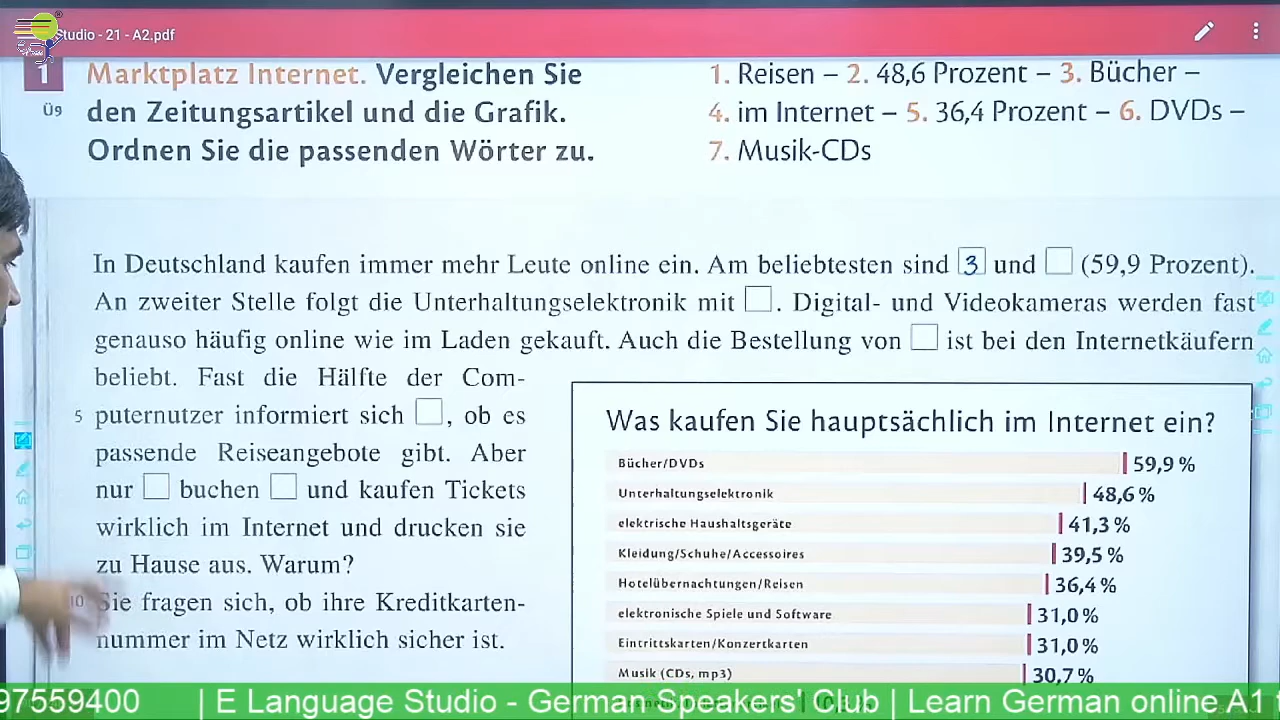 Studio - 21 - A2.pdf
1 Marktplatz Internet. Vergleichen Sie
Ü9 den Zeitungsartikel und die Grafik.
Ordnen Sie die passenden Wörter zu.
1. Reisen – 2. 48,6 Prozent – 3. Bücher –
4. im Internet – 5. 36,4 Prozent – 6. DVDs –
7. Musik-CDs
In Deutschland kaufen immer mehr Leute online ein. Am beliebtesten sind 3 und (59,9 Prozent).
An zweiter Stelle folgt die Unterhaltungselektronik mit . Digital- und Videokameras werden fast
genauso häufig online wie im Laden gekauft. Auch die Bestellung von ist bei den Internetkäufern
beliebt. Fast die Hälfte der Com-
5 puternutzer informiert sich , ob es
passende Reiseangebote gibt. Aber
nur buchen und kaufen Tickets
wirklich im Internet und drucken sie
zu Hause aus. Warum?
10 Sie fragen sich, ob ihre Kreditkarten-
nummer im Netz wirklich sicher ist.
Was kaufen Sie hauptsächlich im Internet ein?
Bücher/DVDs 59,9 %
Unterhaltungselektronik 48,6 %
elektrische Haushaltsgeräte 41,3 %
Kleidung/Schuhe/Accessoires 39,5 %
Hotelübernachtungen/Reisen 36,4 %
elektronische Spiele und Software 31,0 %
Eintrittskarten/Konzertkarten 31,0 %
Musik (CDs, mp3) 30,7 %
97559400 | E Language Studio - German Speakers' Club | Learn German online A1